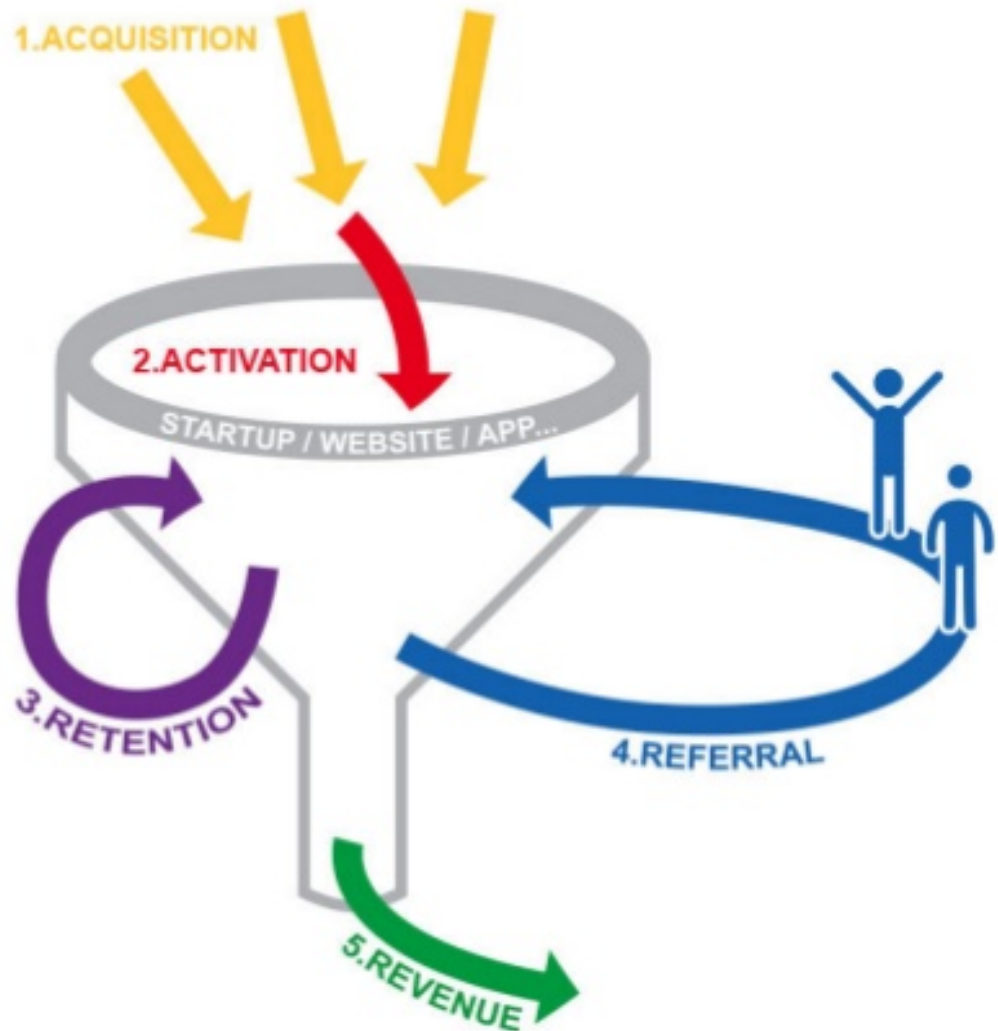 1.ACQUISITION
2.ACTIVATION
STARTUP / WEBSITE / APP...
3.RETENTION
4.REFERRAL
5.REVENUE